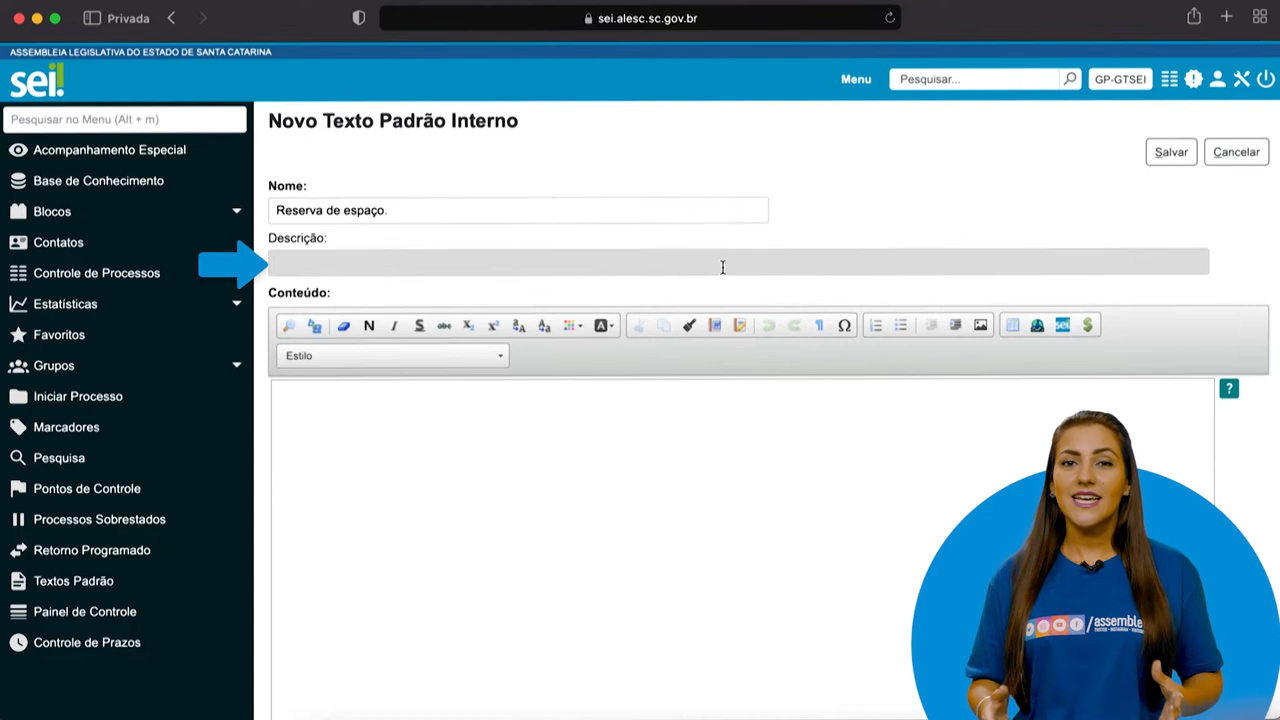 Privada
sei.alesc.sc.gov.br
ASSEMBLEIA LEGISLATIVA DO ESTADO DE SANTA CATARINA
sei!
Menu
Pesquisar...
GP-GTSEI
Pesquisar no Menu (Alt + m)
Acompanhamento Especial
Base de Conhecimento
Blocos
Contatos
Controle de Processos
Estatísticas
Favoritos
Grupos
Iniciar Processo
Marcadores
Pesquisa
Pontos de Controle
Processos Sobrestados
Retorno Programado
Textos Padrão
Painel de Controle
Controle de Prazos
Novo Texto Padrão Interno
Salvar
Cancelar
Nome:
Reserva de espaço.
Descrição:
Conteúdo:
N I S abc X₂ X²
Estilo
?
/assemble